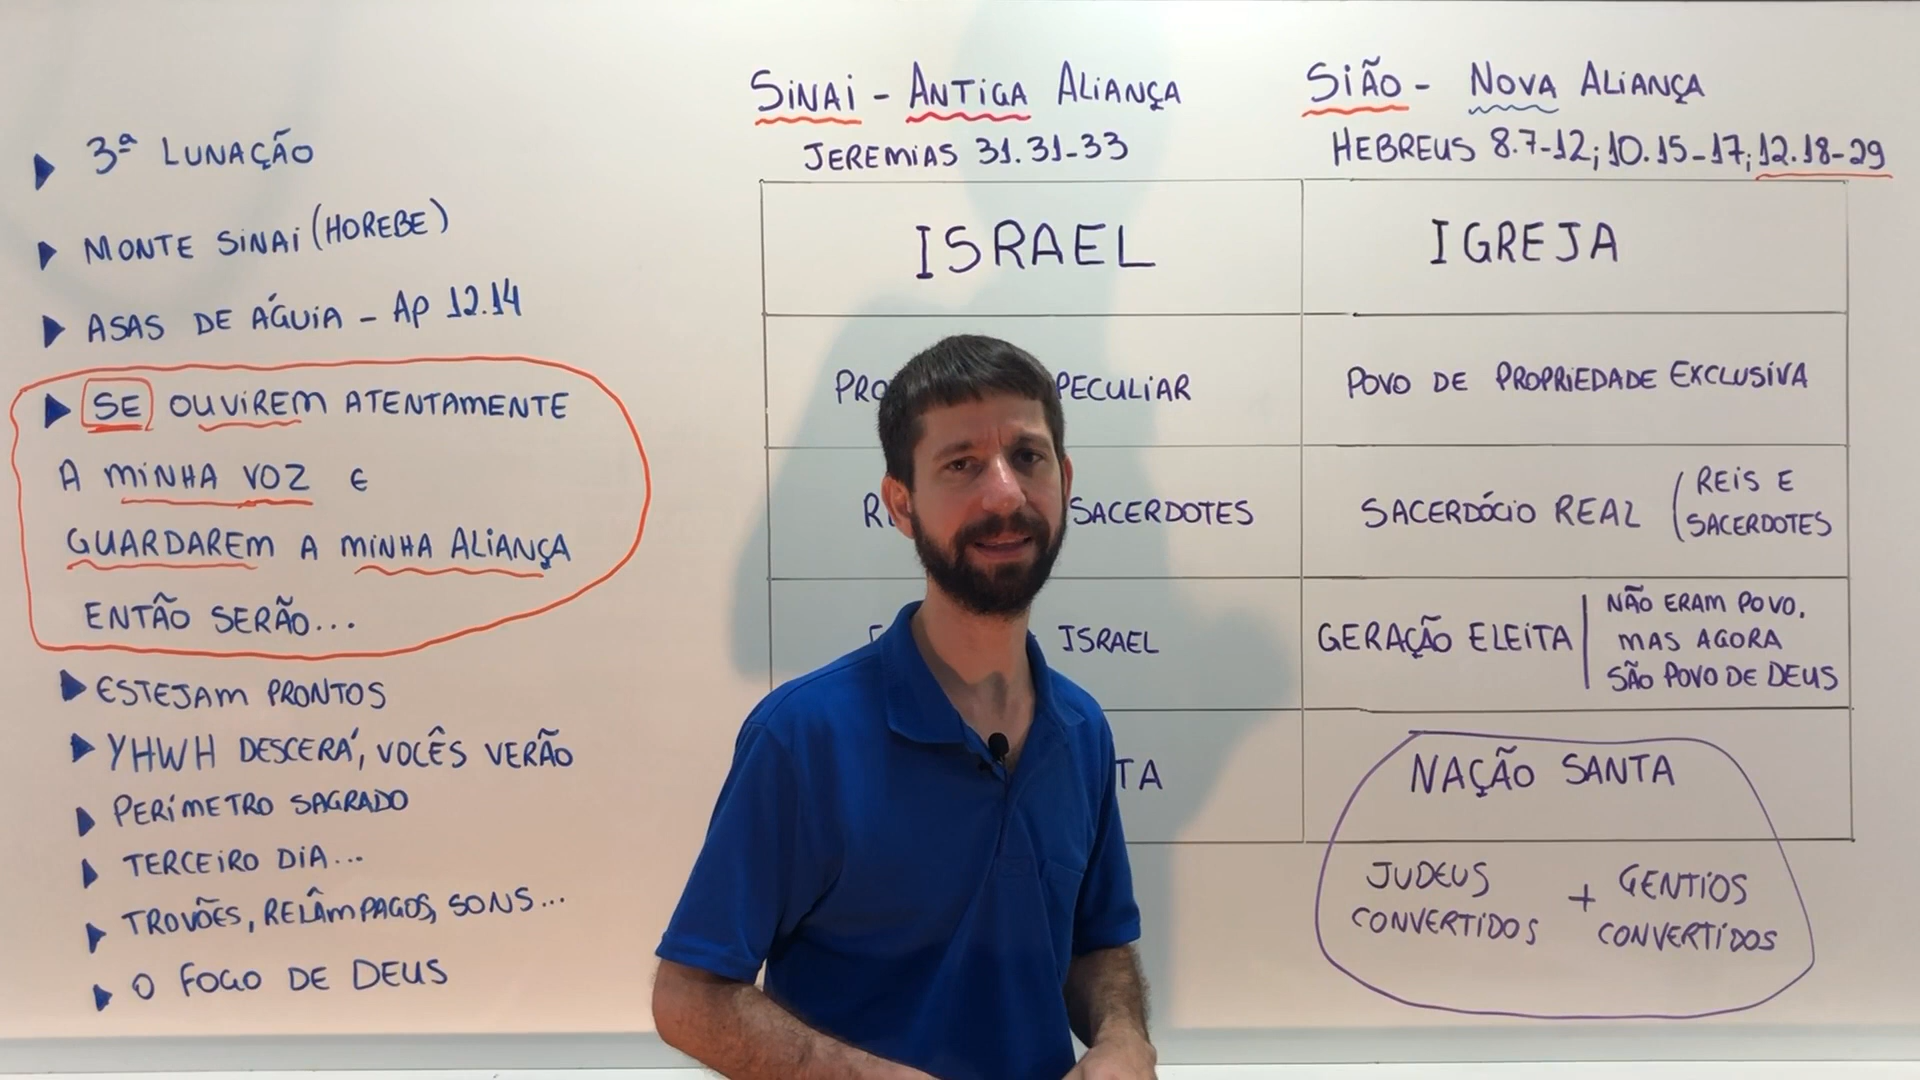 3ª LUNAÇÃO
MONTE SINAI (HOREBE)
ASAS DE ÁGUIA - AP 12.14
SE OUVIREM ATENTAMENTE
A MINHA VOZ E
GUARDAREM A MINHA ALIANÇA
ENTÃO SERÃO...
ESTEJAM PRONTOS
YHWH DESCERÁ, VOCÊS VERÃO
PERÍMETRO SAGRADO
TERCEIRO DIA...
TROVÕES, RELÂMPAGOS, SONS...
O FOGO DE DEUS
SINAI - ANTIGA ALIANÇA
JEREMIAS 31.31-33
SIÃO - NOVA ALIANÇA
HEBREUS 8.7-12; 10.15-17; 12.18-29
ISRAEL
IGREJA
PECULIAR
POVO DE PROPRIEDADE EXCLUSIVA
SACERDOTES
SACERDÓCIO REAL
REIS E
SACERDOTES
ISRAEL
GERAÇÃO ELEITA
NÃO ERAM POVO,
MAS AGORA
SÃO POVO DE DEUS
NAÇÃO SANTA
JUDEUS
CONVERTIDOS
+
GENTIOS
CONVERTIDOS